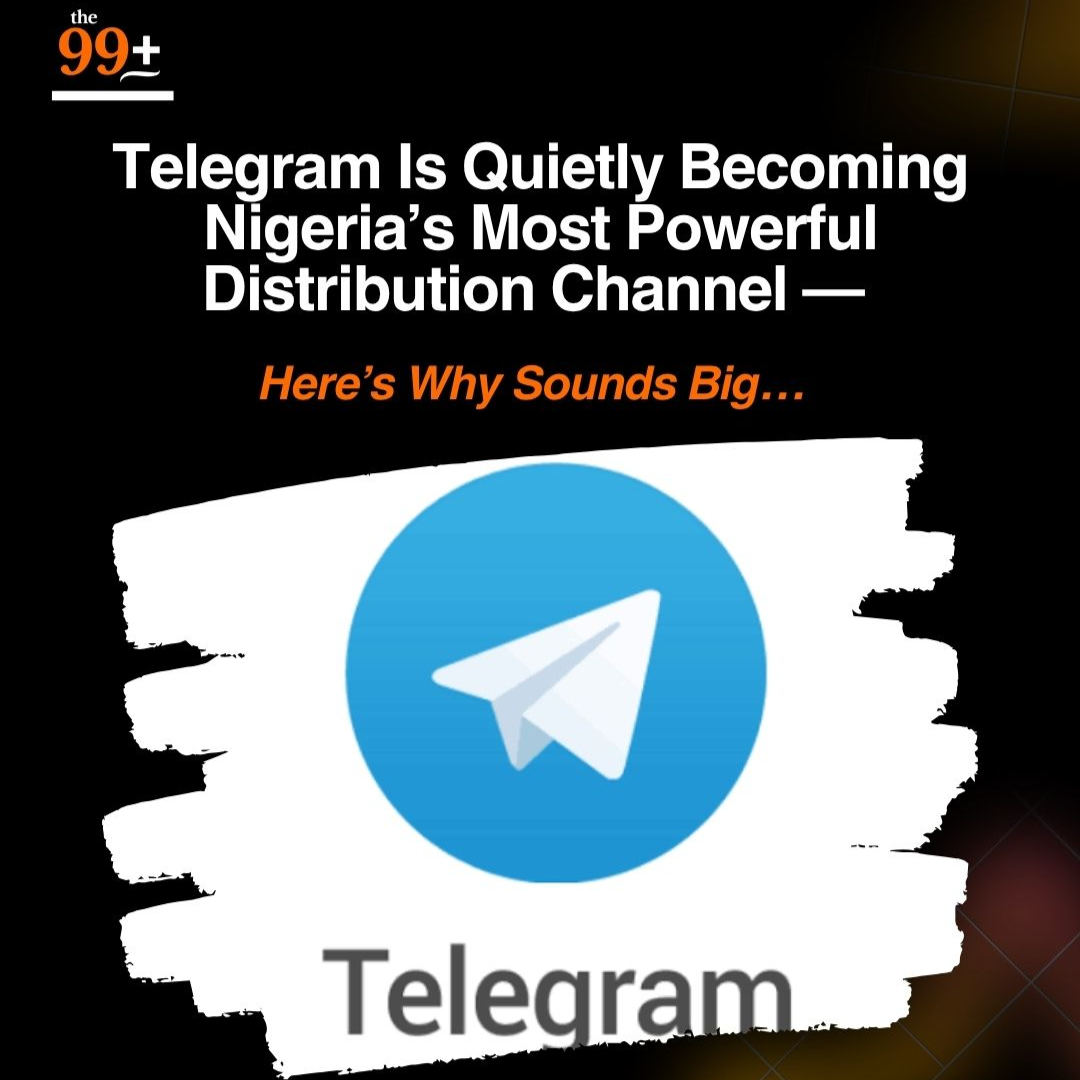 the
99+
Telegram Is Quietly Becoming
Nigeria’s Most Powerful
Distribution Channel —
Here’s Why Sounds Big…
Telegram